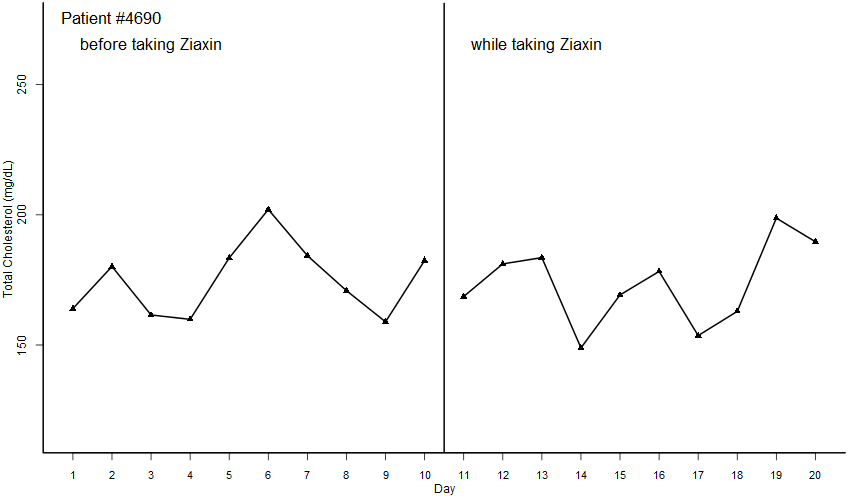 Patient #4690
before taking Ziaxin
while taking Ziaxin
Total Cholesterol (mg/dL)
250
200
150
1 2 3 4 5 6 7 8 9 10 11 12 13 14 15 16 17 18 19 20
Day